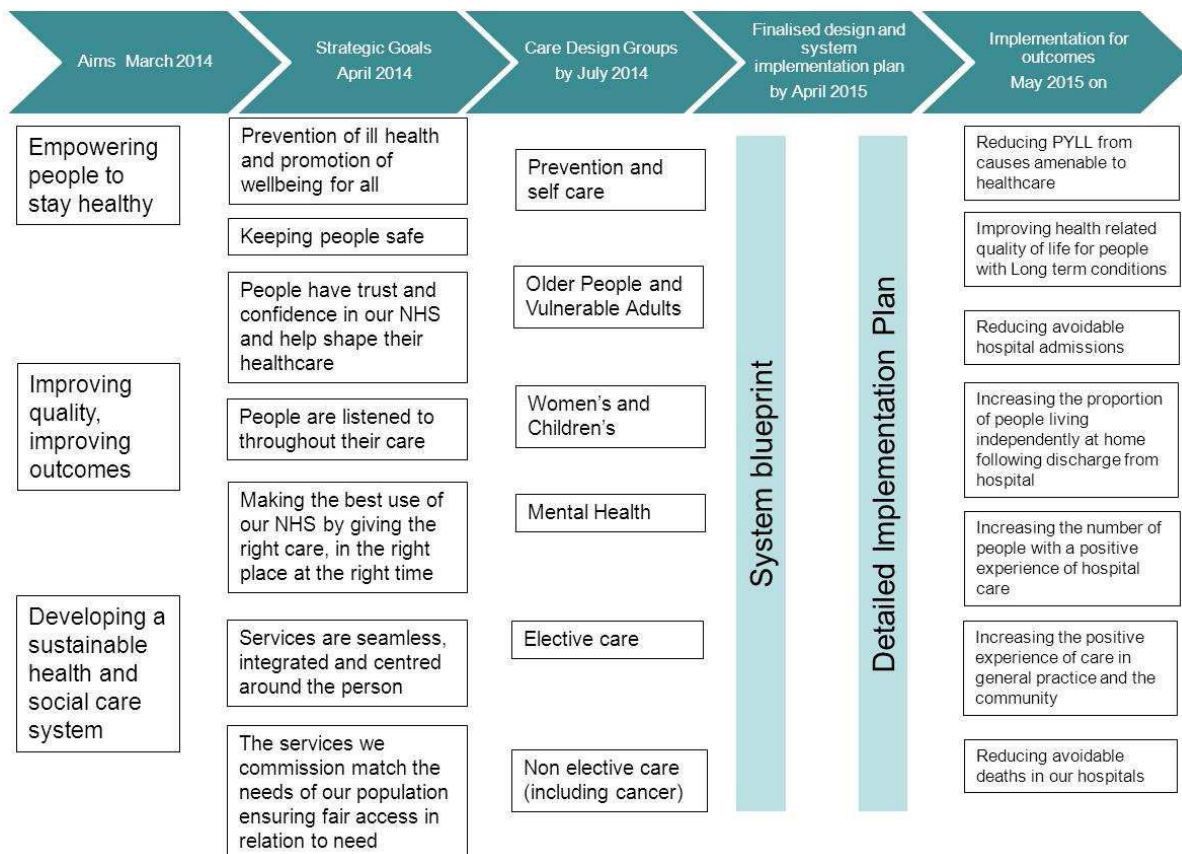 Aims March 2014
Strategic Goals
April 2014
Care Design Groups
by July 2014
Finalised design and
system
implementation plan
by April 2015
Implementation for
outcomes
May 2015 on
Empowering
people to
stay healthy
Improving
quality,
improving
outcomes
Developing a
sustainable
health and
social care
system
Prevention of ill health
and promotion of
wellbeing for all
Keeping people safe
People have trust and
confidence in our NHS
and help shape their
healthcare
People are listened to
throughout their care
Making the best use of
our NHS by giving the
right care, in the right
place at the right time
Services are seamless,
integrated and centred
around the person
The services we
commission match the
needs of our population
ensuring fair access in
relation to need
Prevention and
self care
Older People and
Vulnerable Adults
Women's and
Children's
Mental Health
Elective care
Non elective care
(including cancer)
System blueprint
Detailed Implementation Plan
Reducing PYLL from
causes amenable to
healthcare
Improving health related
quality of life for people
with Long term conditions
Reducing avoidable
hospital admissions
Increasing the proportion
of people living
independently at home
following discharge from
hospital
Increasing the number of
people with a positive
experience of hospital
care
Increasing the positive
experience of care in
general practice and the
community
Reducing avoidable
deaths in our hospitals